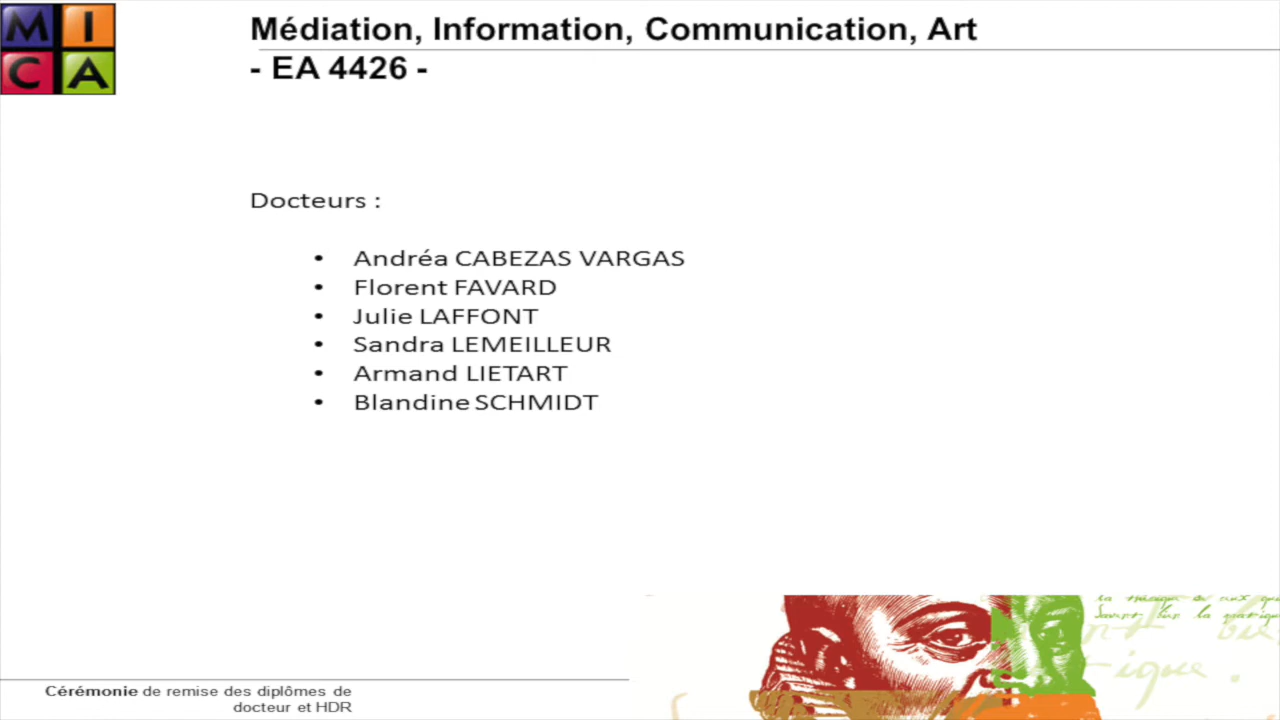 M I
C A
Médiation, Information, Communication, Art
- EA 4426 -
Docteurs :
• Andréa CABEZAS VARGAS
• Florent FAVARD
• Julie LAFFONT
• Sandra LEMEILLEUR
• Armand LIETART
• Blandine SCHMIDT
Cérémonie de remise des diplômes de
docteur et HDR